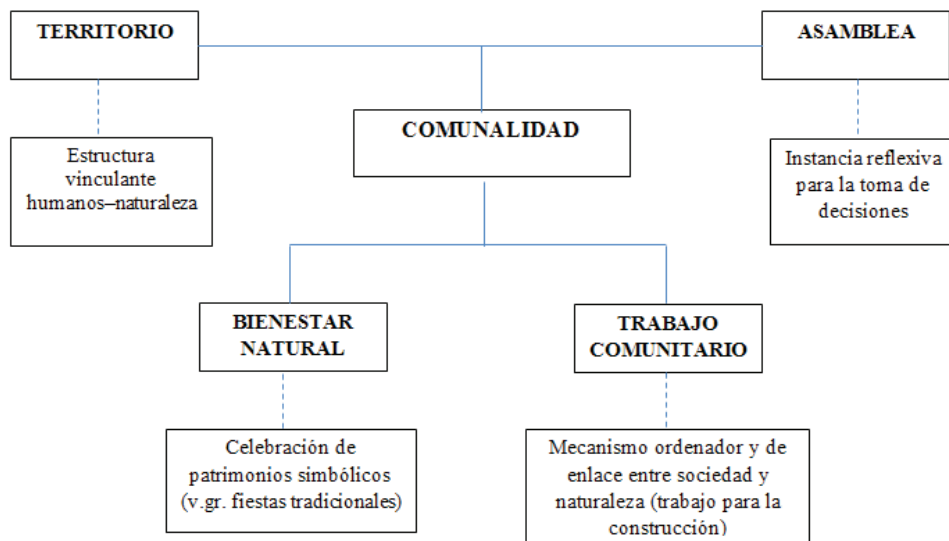 TERRITORIO
ASAMBLEA
COMUNALIDAD
Estructura
vinculante
humanos–naturaleza
Instancia reflexiva
para la toma de
decisiones
BIENESTAR
NATURAL
TRABAJO
COMUNITARIO
Celebración de
patrimonios simbólicos
(v.gr. fiestas tradicionales)
Mecanismo ordenador y de
enlace entre sociedad y
naturaleza (trabajo para la
construcción)